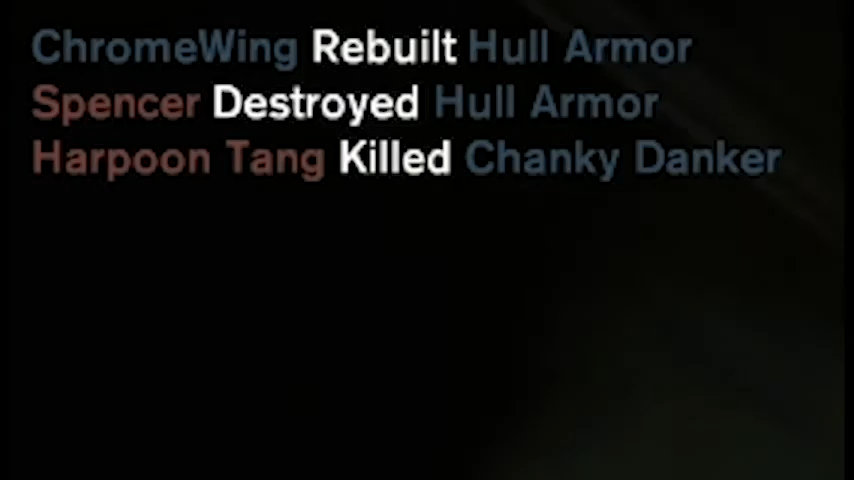 ChromeWing Rebuilt Hull Armor
Spencer Destroyed Hull Armor
Harpoon Tang Killed Chanky Danker